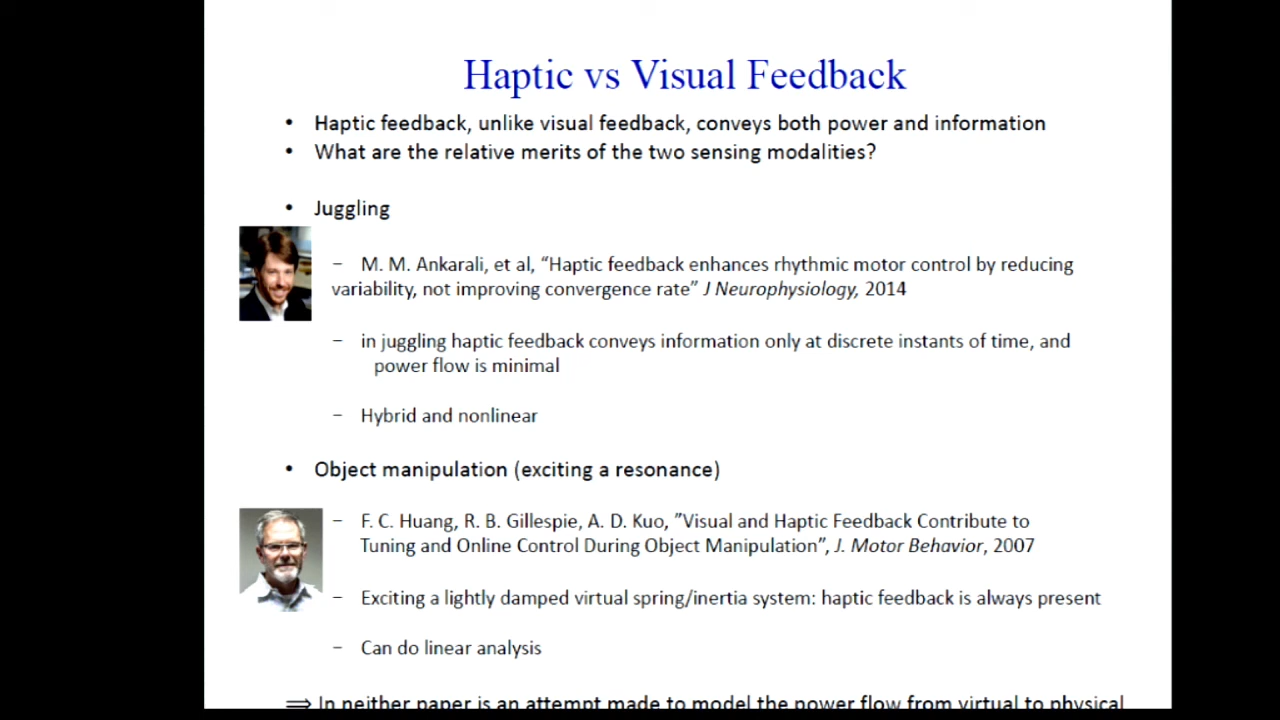 Haptic vs Visual Feedback
• Haptic feedback, unlike visual feedback, conveys both power and information
• What are the relative merits of the two sensing modalities?
• Juggling
– M. M. Ankarali, et al, “Haptic feedback enhances rhythmic motor control by reducing
variability, not improving convergence rate” J Neurophysiology, 2014
– in juggling haptic feedback conveys information only at discrete instants of time, and
power flow is minimal
– Hybrid and nonlinear
• Object manipulation (exciting a resonance)
– F. C. Huang, R. B. Gillespie, A. D. Kuo, ”Visual and Haptic Feedback Contribute to
Tuning and Online Control During Object Manipulation”, J. Motor Behavior, 2007
– Exciting a lightly damped virtual spring/inertia system: haptic feedback is always present
– Can do linear analysis
⟹ In neither paper is an attempt made to model the power flow from virtual to physical